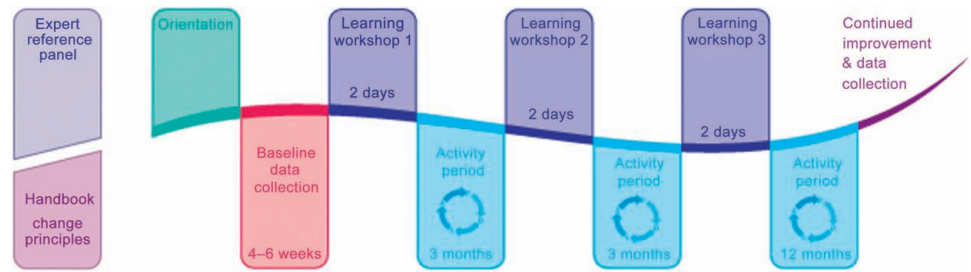 Expert
reference
panel
Handbook
change
principles
Orientation
Baseline
data
collection
4–6 weeks
Learning
workshop 1
2 days
Activity
period
3 months
Learning
workshop 2
2 days
Activity
period
3 months
Learning
workshop 3
2 days
Activity
period
12 months
Continued
improvement
& data
collection